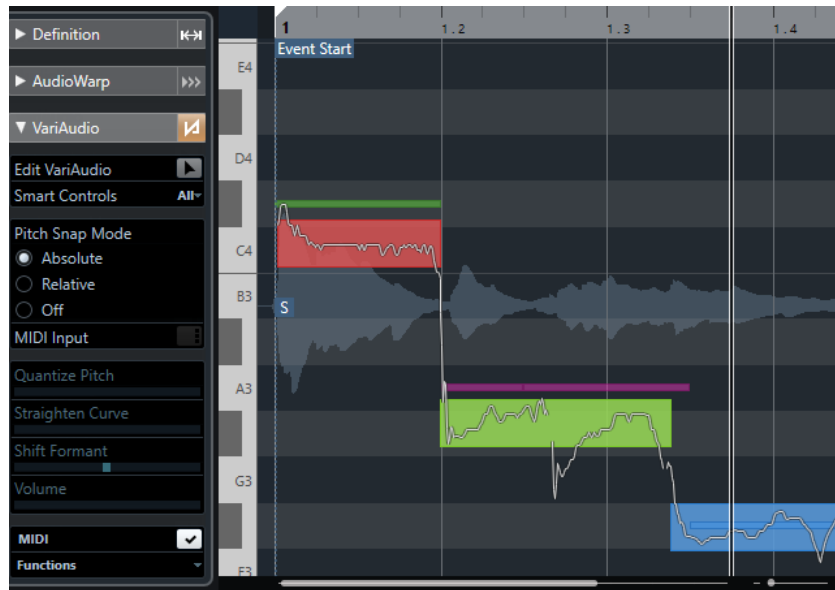 Definition
AudioWarp
VariAudio
Edit VariAudio
Smart Controls All
Pitch Snap Mode
Absolute
Relative
Off
MIDI Input
Quantize Pitch
Straighten Curve
Shift Formant
Volume
MIDI
Functions
1 1.2 1.3 1.4
Event Start
E4
D4
C4
B3
S
A3
G3
F3